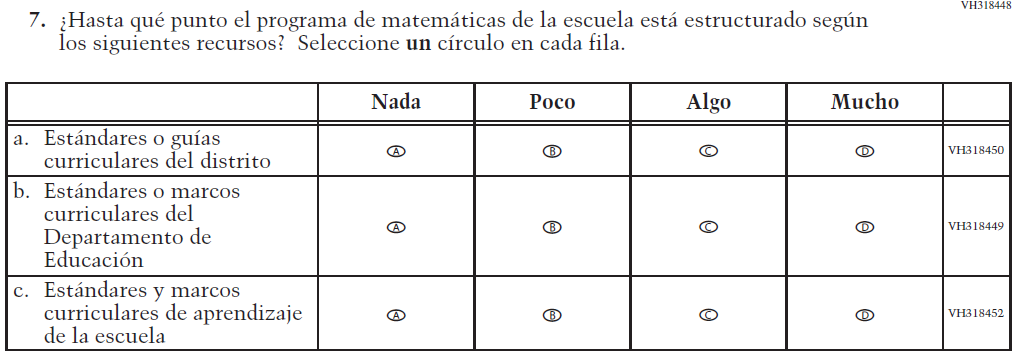 VH318448
7. ¿Hasta qué punto el programa de matemáticas de la escuela está estructurado según
los siguientes recursos? Seleccione un círculo en cada fila.
Nada Poco Algo Mucho
a. Estándares o guías
curriculares del distrito
A B C D VH318450
b. Estándares o marcos
curriculares del
Departamento de
Educación
A B C D VH318449
c. Estándares y marcos
curriculares de aprendizaje
de la escuela
A B C D VH318452